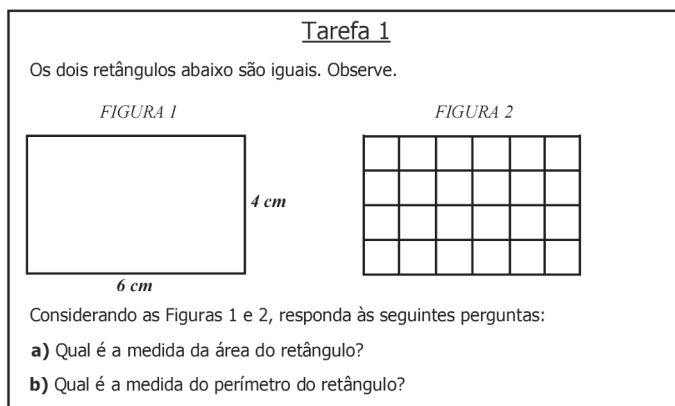 Tarefa 1
Os dois retângulos abaixo são iguais. Observe.
FIGURA 1
FIGURA 2
4 cm
6 cm
Considerando as Figuras 1 e 2, responda às seguintes perguntas:
a) Qual é a medida da área do retângulo?
b) Qual é a medida do perímetro do retângulo?